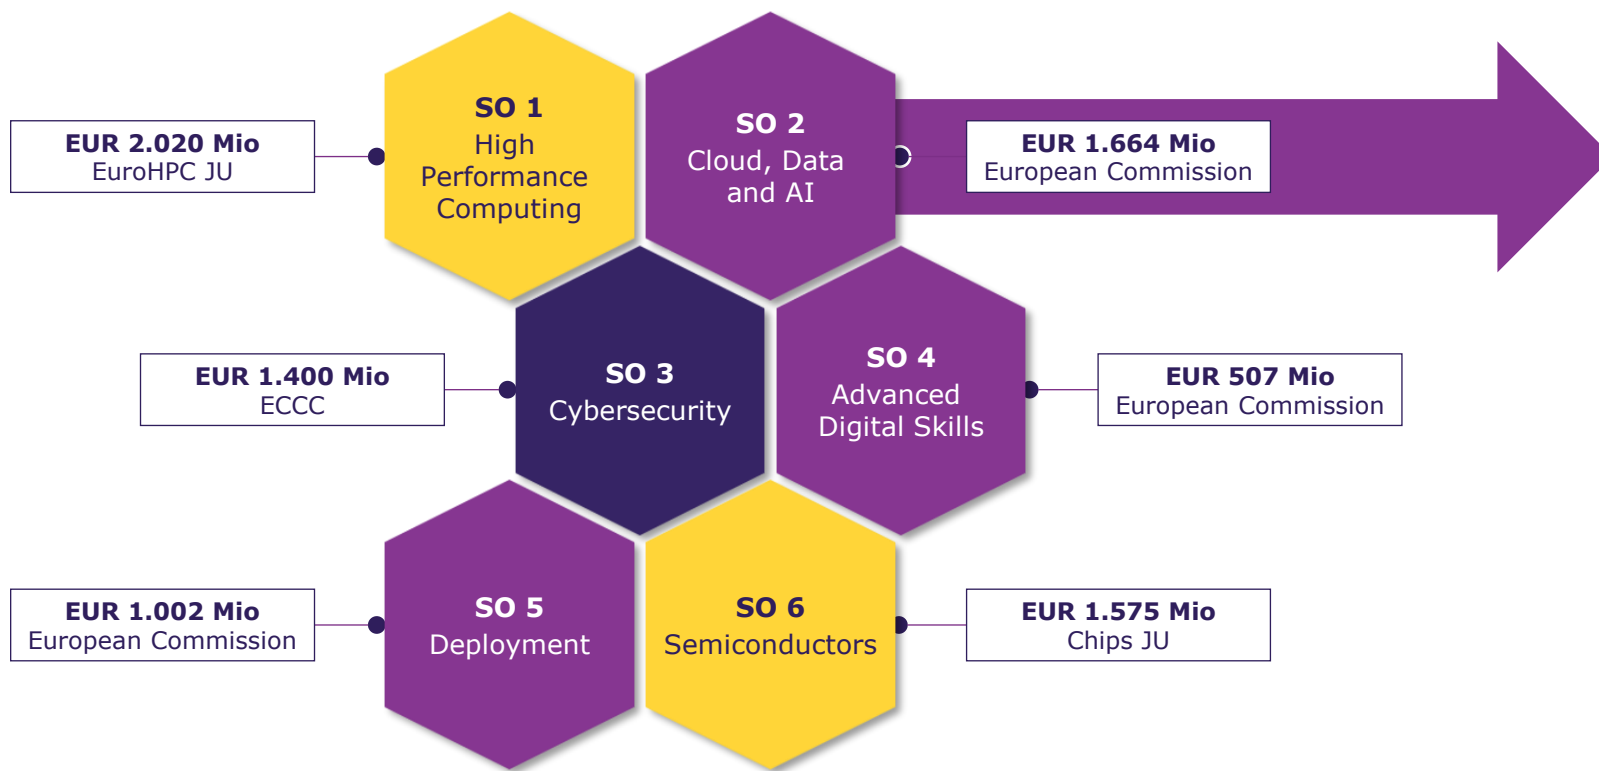 EUR 2.020 Mio
EuroHPC JU
SO 1
High
Performance
Computing
SO 2
Cloud, Data
and AI
EUR 1.664 Mio
European Commission
EUR 1.400 Mio
ECCC
SO 3
Cybersecurity
SO 4
Advanced
Digital Skills
EUR 507 Mio
European Commission
EUR 1.002 Mio
European Commission
SO 5
Deployment
SO 6
Semiconductors
EUR 1.575 Mio
Chips JU